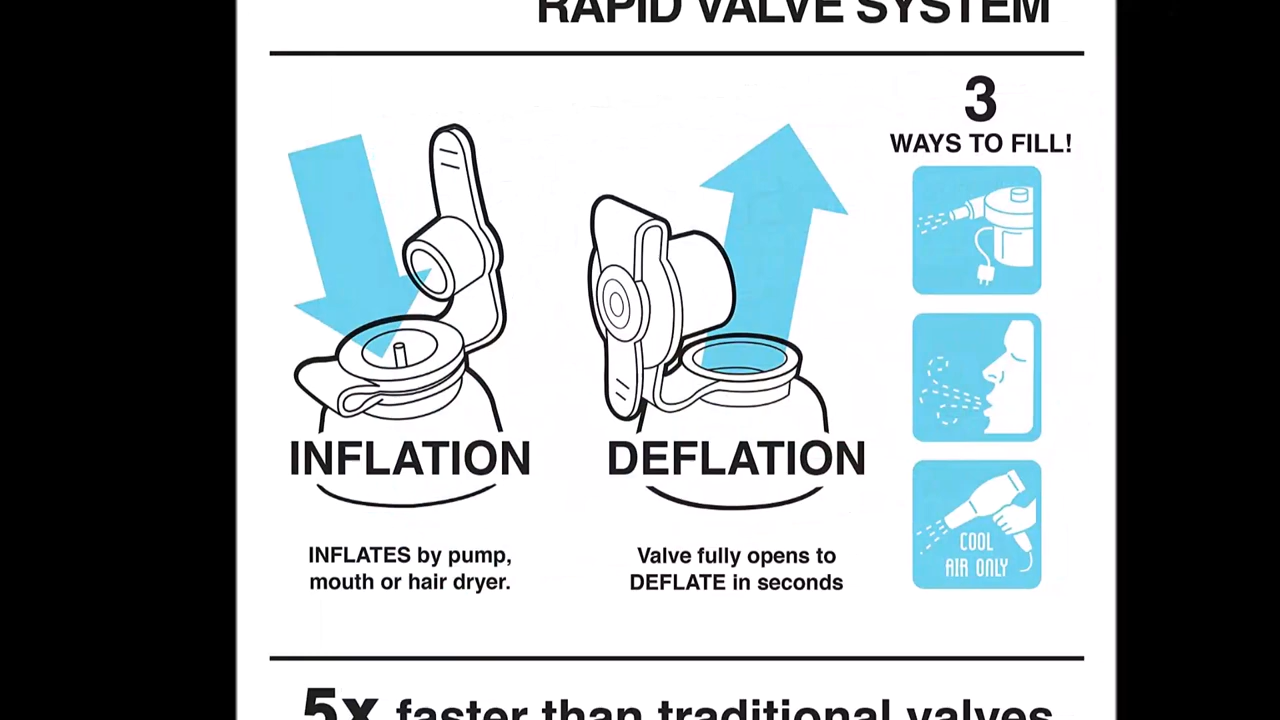 RAPID VALVE SYSTEM
3
WAYS TO FILL!
INFLATION
DEFLATION
INFLATES by pump,
mouth or hair dryer.
Valve fully opens to
DEFLATE in seconds
COOL
AIR ONLY
5x faster than traditional valves